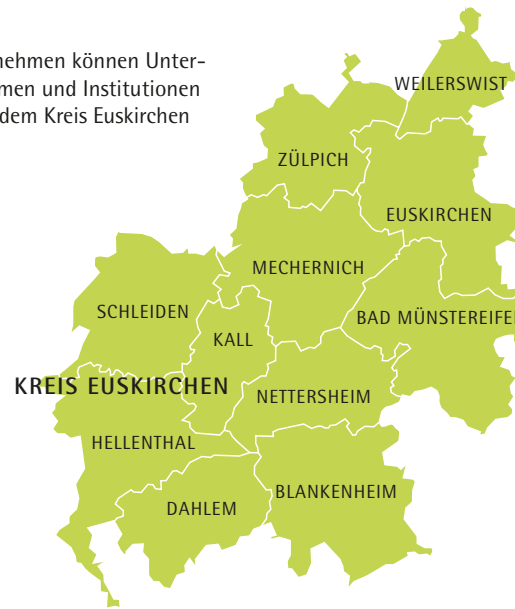 nehmen können Unter-
men und Institutionen
dem Kreis Euskirchen
WEILERSWIST
ZÜLPICH
EUSKIRCHEN
MECHERNICH
SCHLEIDEN
BAD MÜNSTEREIFE
KALL
KREIS EUSKIRCHEN
NETTERSHEIM
HELLENTHAL
BLANKENHEIM
DAHLEM